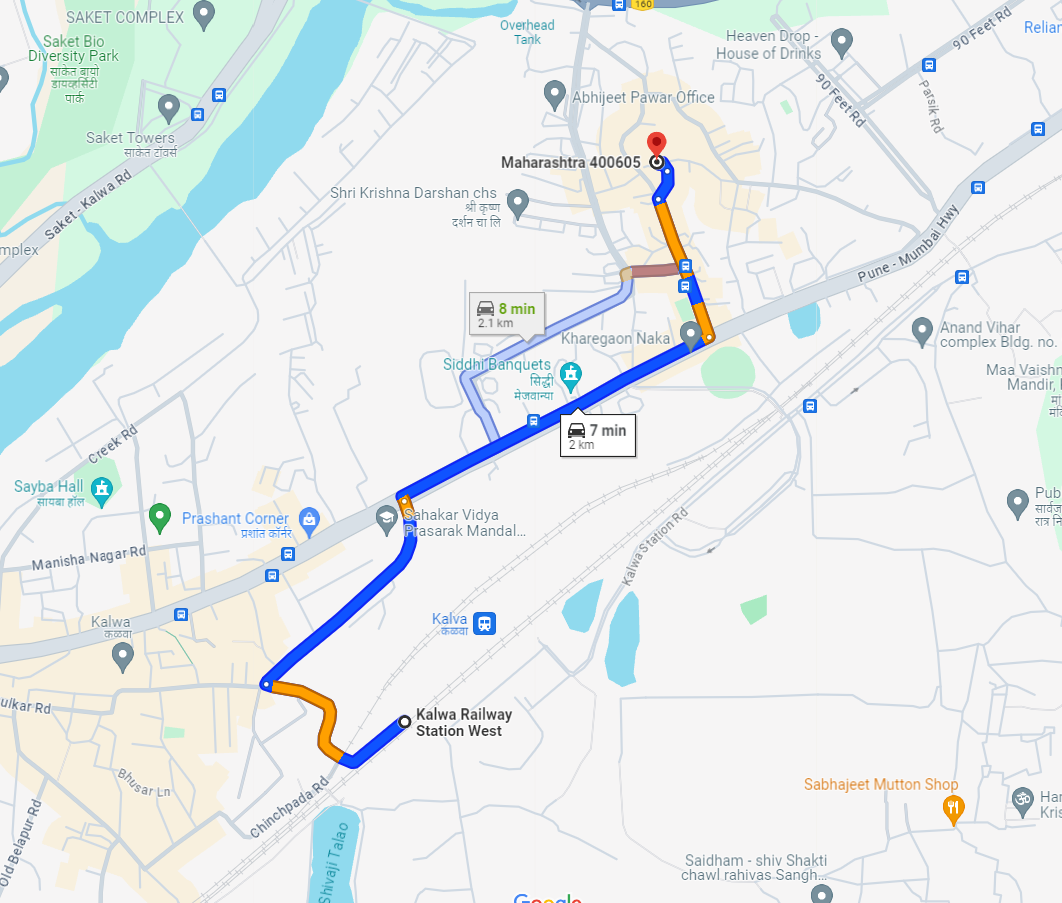 160
SAKET COMPLEX
Overhead
Tank
90 Feet Rd
Relian
Heaven Drop -
House of Drinks
Saket Bio
Diversity Park
साकेत बायो
डायव्हर्सिटी
पार्क
90 Feet Rd
Parsik Rd
Abhijeet Pawar Office
Saket Towers
साकेत टॉवर्स
Maharashtra 400605
Saket - Kalwa Rd
Shri Krishna Darshan chs
श्री कृष्ण
दर्शन चा लि
Pune - Mumbai Hwy
mplex
8 min
2.1 km
Kharegaon Naka
Anand Vihar
complex Bldg. no.
Siddhi Banquets
सिद्धी
मेजवान्या
Maa Vaishn
Mandir,
मां
7 min
2 km
Creek Rd
Sayba Hall
सायबा हॉल
Prashant Corner
प्रशांत कॉर्नर
Sahakar Vidya
Prasarak Mandal...
Pub
सार्वज
रात्र नि
Kalwa Station Rd
Manisha Nagar Rd
Kalwa
कळवा
Kalva
कळवा
ulkar Rd
Kalwa Railway
Station West
Bhusar Ln
Chinchpada Rd
Old Belapur Rd
Shivaji Talao
Sabhajeet Mutton Shop
Har
Kris
Saidham - shiv Shakti
chawl rahivas Sangh...
Google